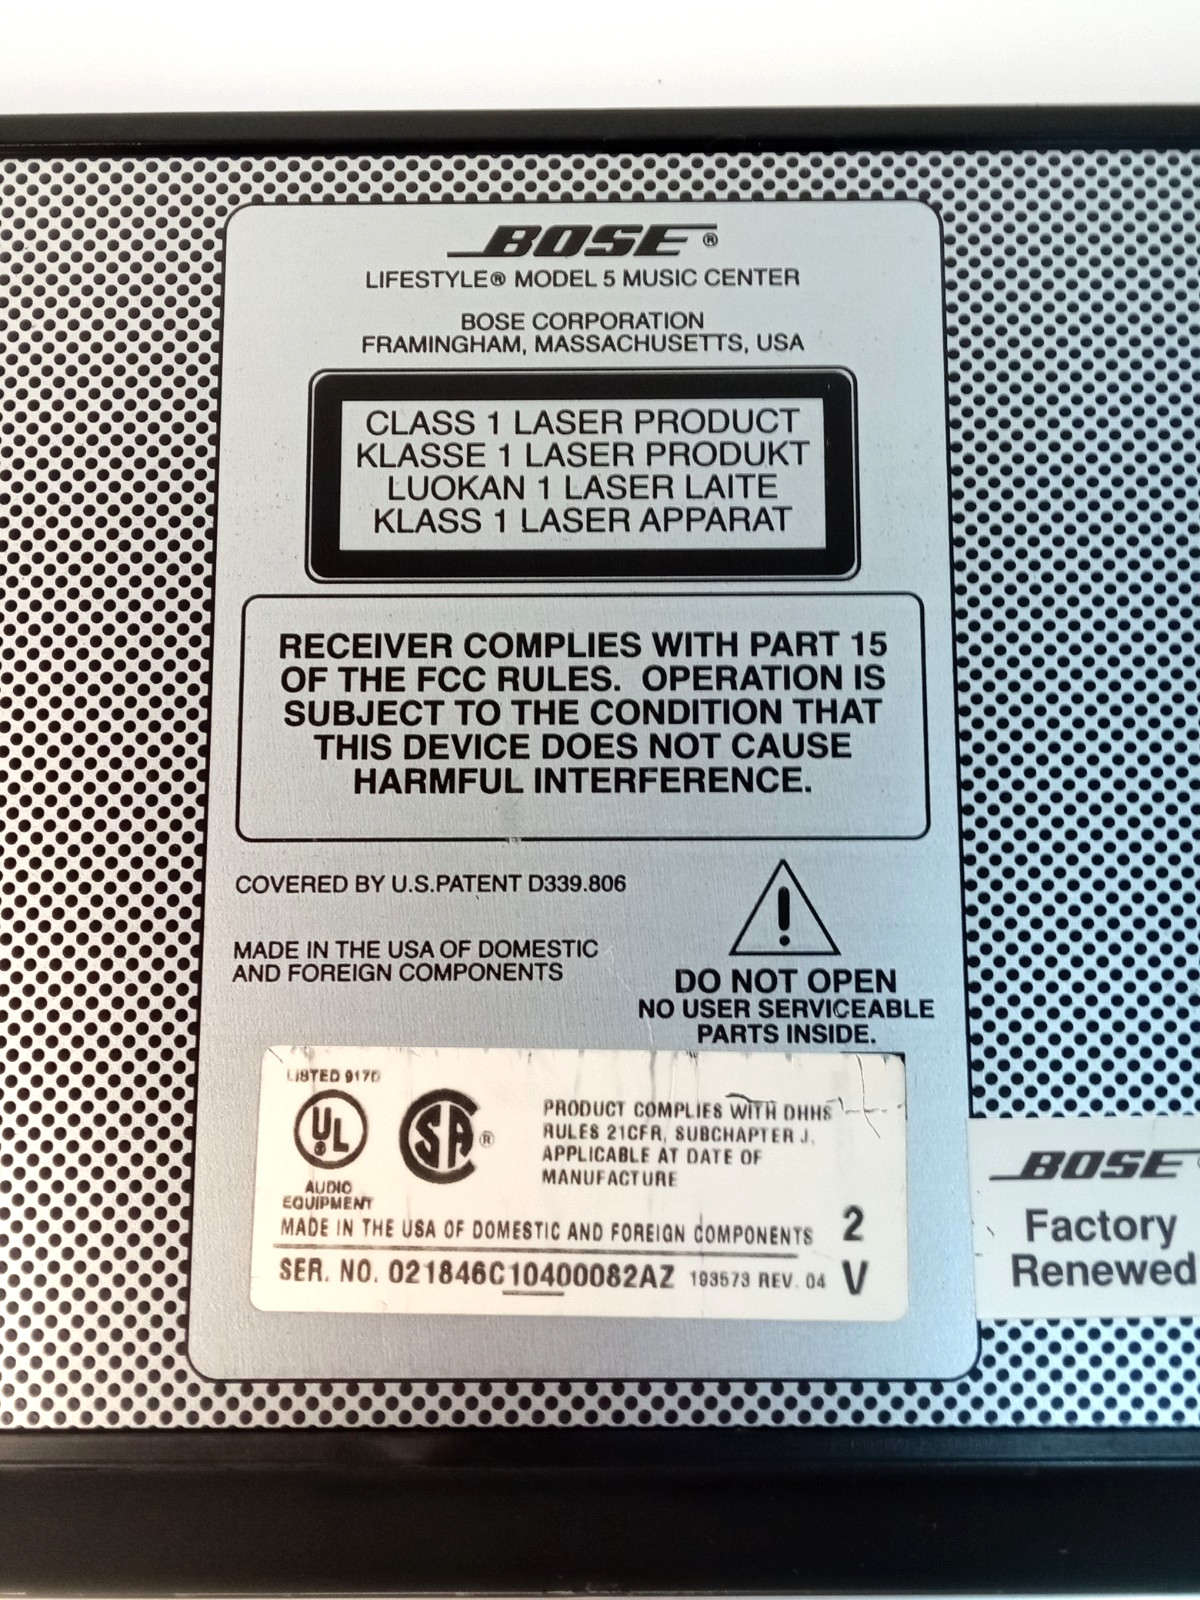 BOSE®
LIFESTYLE® MODEL 5 MUSIC CENTER
BOSE CORPORATION
FRAMINGHAM, MASSACHUSETTS, USA
CLASS 1 LASER PRODUCT
KLASSE 1 LASER PRODUKT
LUOKAN 1 LASER LAITE
KLASS 1 LASER APPARAT
RECEIVER COMPLIES WITH PART 15
OF THE FCC RULES. OPERATION IS
SUBJECT TO THE CONDITION THAT
THIS DEVICE DOES NOT CAUSE
HARMFUL INTERFERENCE.
COVERED BY U.S.PATENT D339.806
MADE IN THE USA OF DOMESTIC
AND FOREIGN COMPONENTS
!
DO NOT OPEN
NO USER SERVICEABLE
PARTS INSIDE.
LISTED 917D
UL
AUDIO
EQUIPMENT
SA®
PRODUCT COMPLIES WITH DHHS
RULES 21CFR, SUBCHAPTER J,
APPLICABLE AT DATE OF
MANUFACTURE
MADE IN THE USA OF DOMESTIC AND FOREIGN COMPONENTS 2
SER. NO. 021846C10400082AZ 193573 REV. 04 V
BOSE®
Factory
Renewed